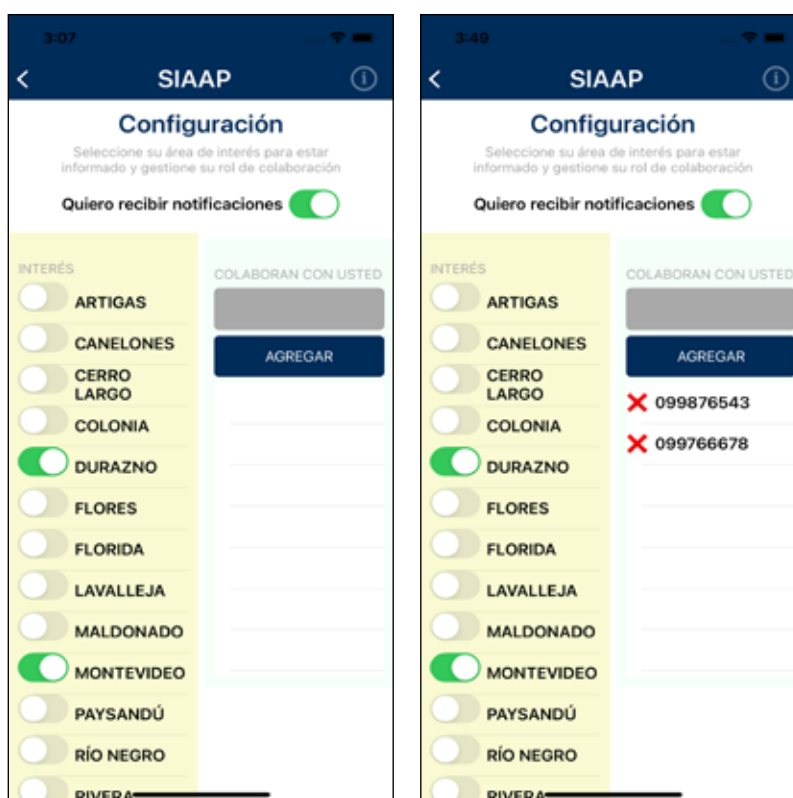 3:07
SIAAP
Configuración
Seleccione su área de interés para estar
informado y gestione su rol de colaboración
Quiero recibir notificaciones
INTERÉS
ARTIGAS
CANELONES
CERRO
LARGO
COLONIA
DURAZNO
FLORES
FLORIDA
LAVALLEJA
MALDONADO
MONTEVIDEO
PAYSANDÚ
RÍO NEGRO
RIVERA
COLABORAN CON USTED
AGREGAR
3:49
SIAAP
Configuración
Seleccione su área de interés para estar
informado y gestione su rol de colaboración
Quiero recibir notificaciones
INTERÉS
ARTIGAS
CANELONES
CERRO
LARGO
COLONIA
DURAZNO
FLORES
FLORIDA
LAVALLEJA
MALDONADO
MONTEVIDEO
PAYSANDÚ
RÍO NEGRO
RIVERA
COLABORAN CON USTED
AGREGAR
099876543
099766678